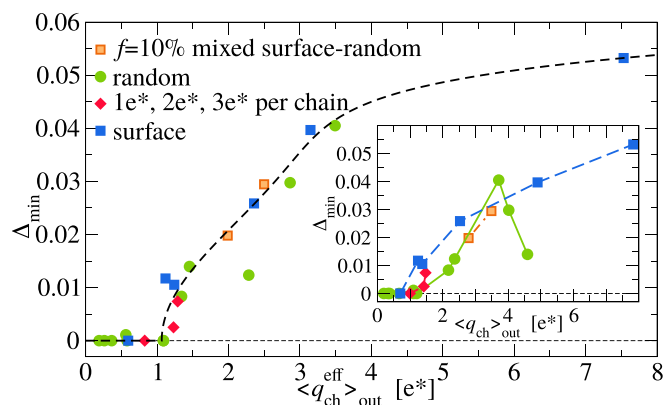 0.06
0.05
0.04
0.03
0.02
0.01
0
Δmin
f=10% mixed surface-random
random
1e*, 2e*, 3e* per chain
surface
0.05
0.04
0.03
0.02
0.01
0.00
Δmin
2 4 6
<qch>out [e*]
0 1 2 3 4 5 6 7 8
<qch^eff>out [e*]